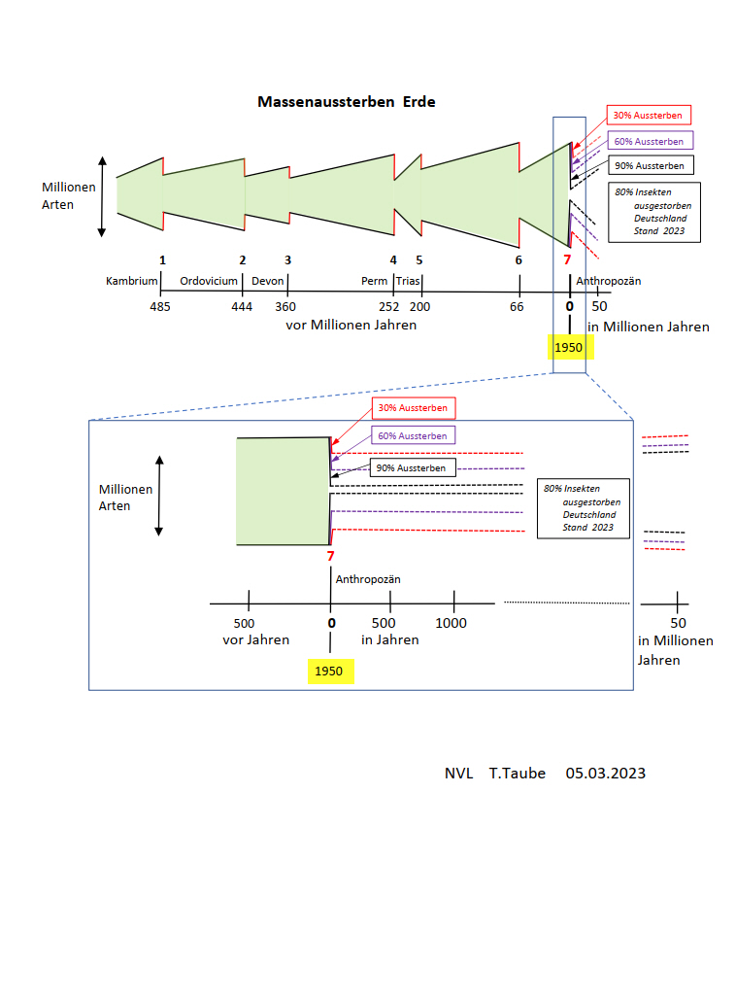 Massenaussterben Erde
30% Aussterben
60% Aussterben
90% Aussterben
Millionen
Arten
80% Insekten
ausgestorben
Deutschland
Stand 2023
1 2 3 4 5 6 7
Kambrium Ordovicium Devon Perm Trias Anthropozän
485 444 360 252 200 66 0 50
vor Millionen Jahren in Millionen Jahren
1950
30% Aussterben
60% Aussterben
90% Aussterben
Millionen
Arten
80% Insekten
ausgestorben
Deutschland
Stand 2023
7
Anthropozän
500 0 500 1000 50
vor Jahren in Jahren in Millionen
Jahren
1950
NVL T.Taube 05.03.2023